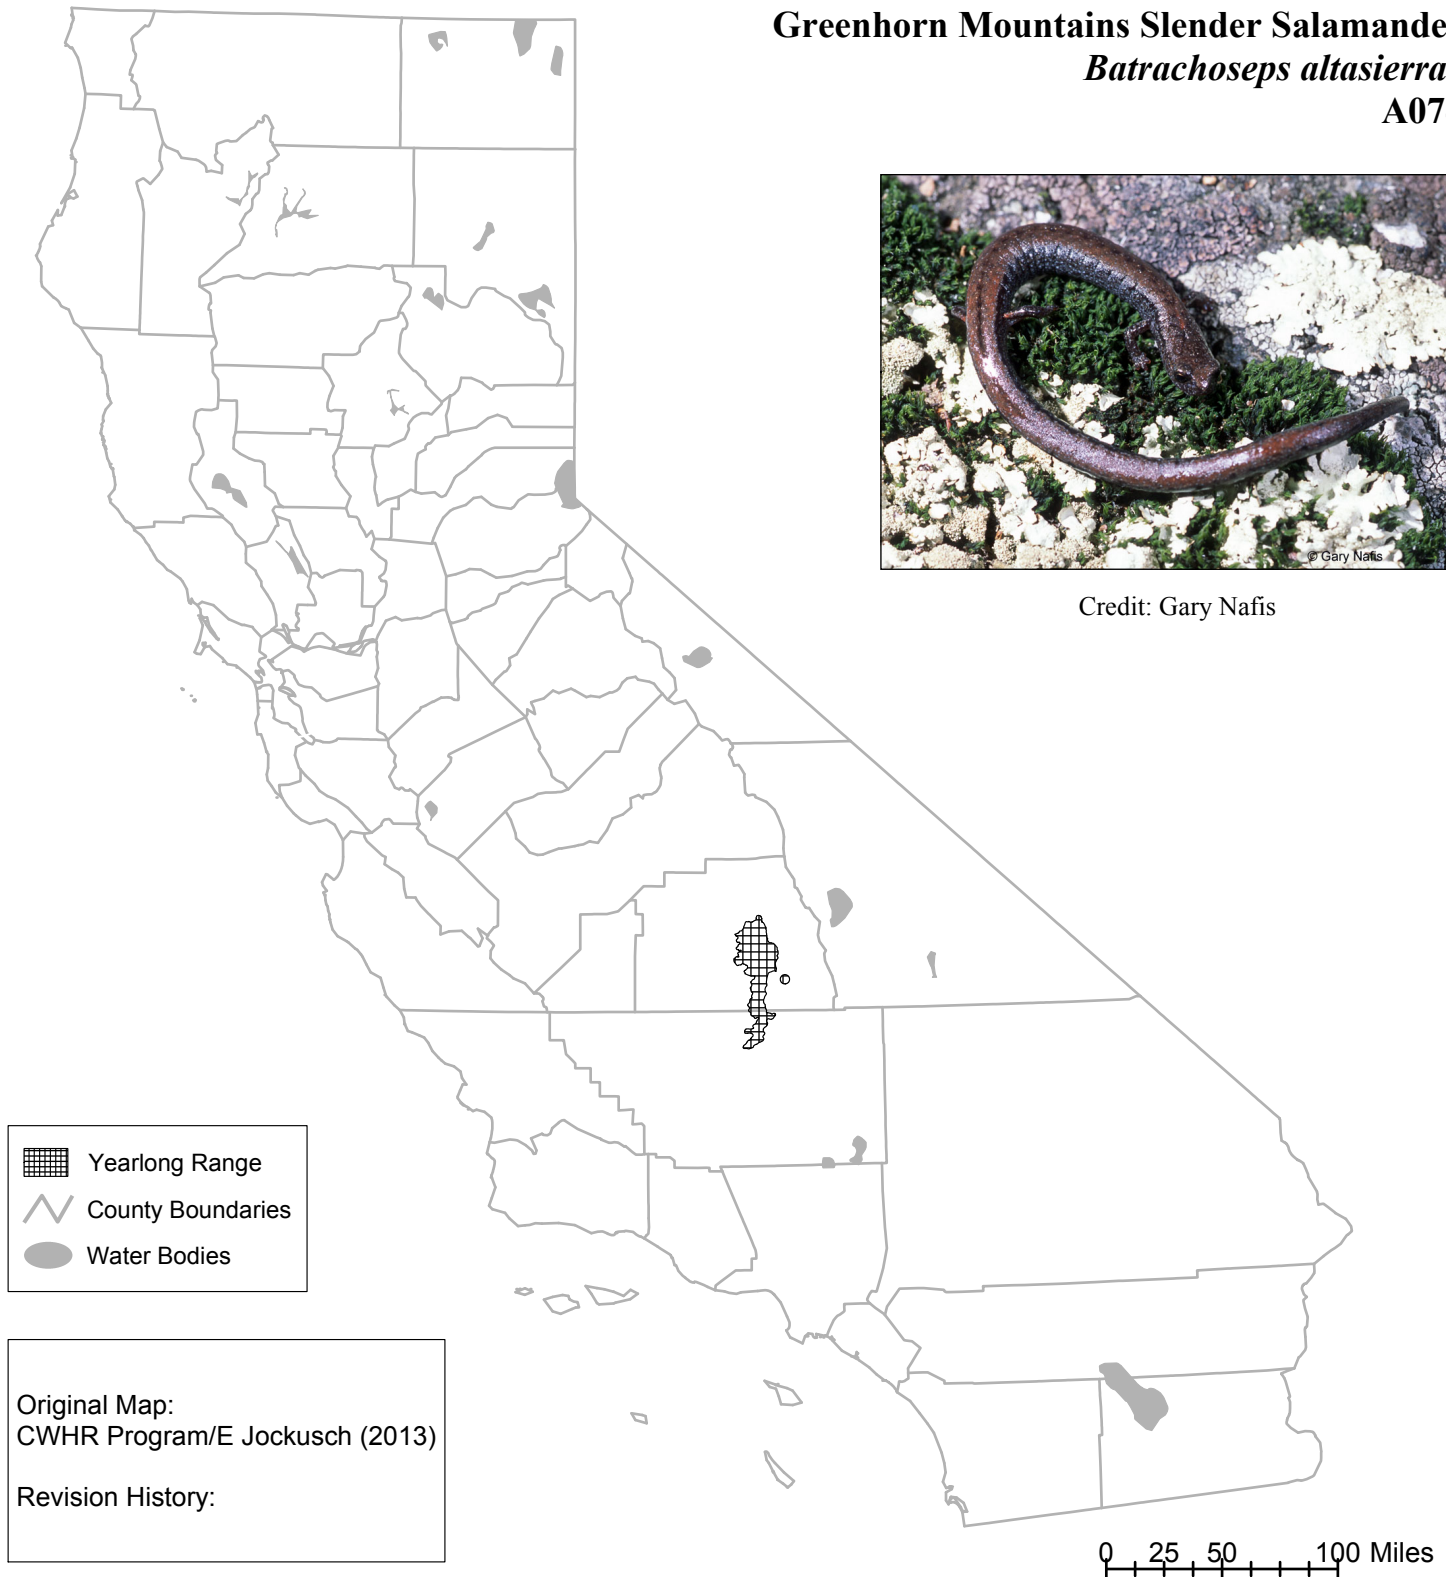 Greenhorn Mountains Slender Salamande
Batrachoseps altasierra
A07
© Gary Nafis
Credit: Gary Nafis
Yearlong Range
County Boundaries
Water Bodies
Original Map:
CWHR Program/E Jockusch (2013)
Revision History:
0 25 50 100 Miles